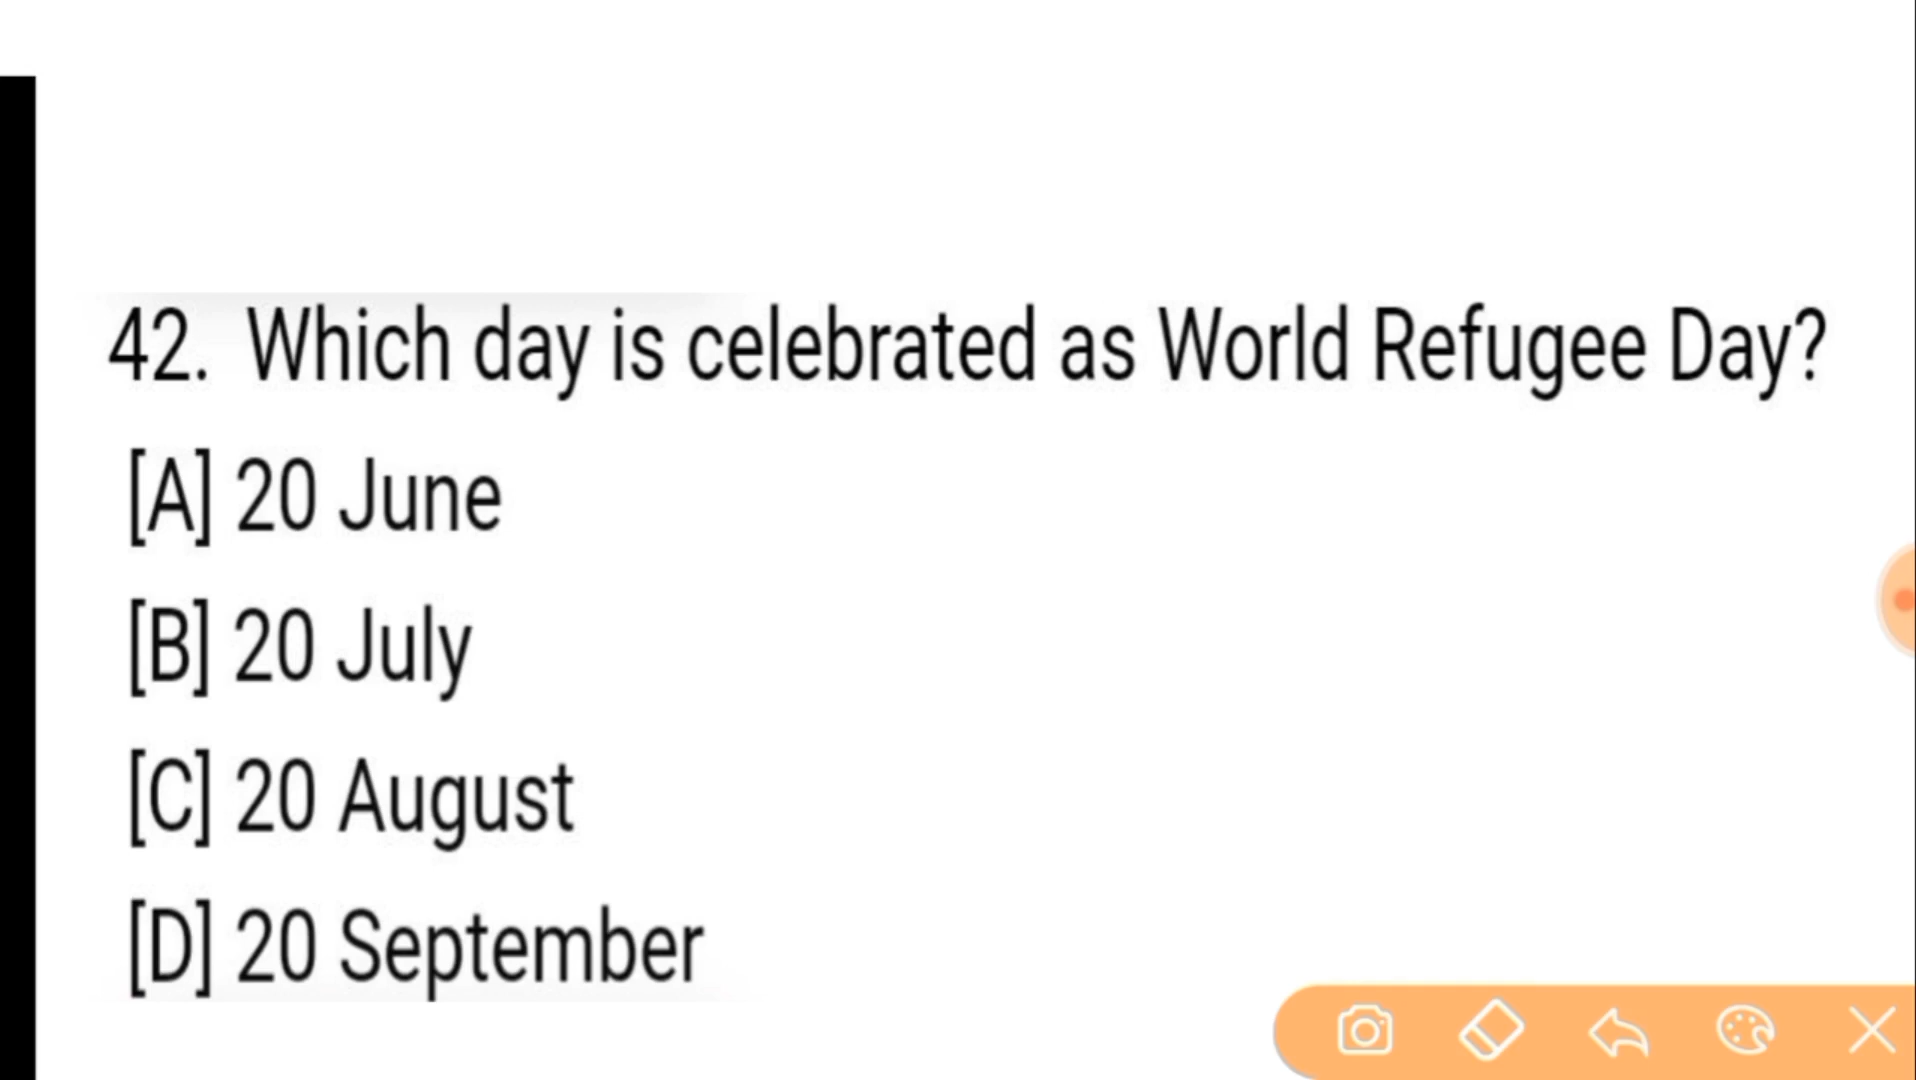 42. Which day is celebrated as World Refugee Day?
[A] 20 June
[B] 20 July
[C] 20 August
[D] 20 September